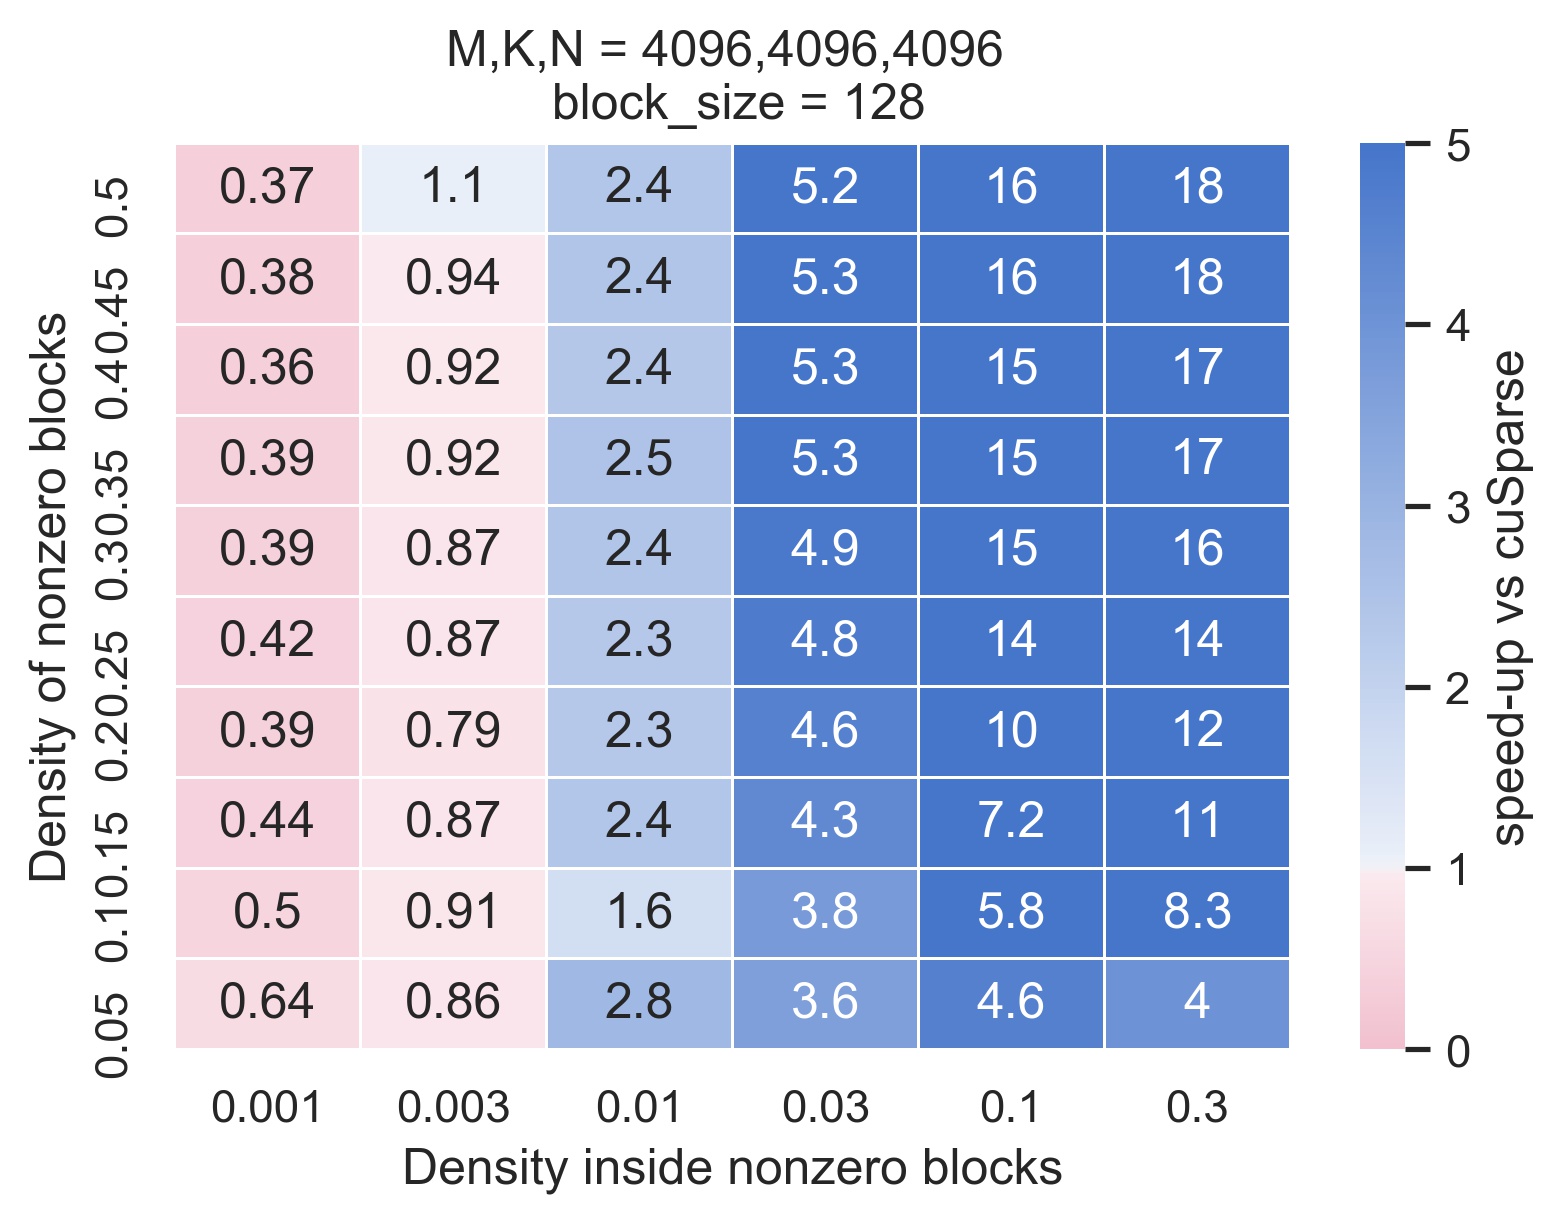 M,K,N = 4096,4096,4096
block_size = 128
Density of nonzero blocks
0.5 0.37 1.1 2.4 5.2 16 18
0.45 0.38 0.94 2.4 5.3 16 18
0.4 0.36 0.92 2.4 5.3 15 17
0.35 0.39 0.92 2.5 5.3 15 17
0.3 0.39 0.87 2.4 4.9 15 16
0.25 0.42 0.87 2.3 4.8 14 14
0.2 0.39 0.79 2.3 4.6 10 12
0.15 0.44 0.87 2.4 4.3 7.2 11
0.1 0.5 0.91 1.6 3.8 5.8 8.3
0.05 0.64 0.86 2.8 3.6 4.6 4
0.001 0.003 0.01 0.03 0.1 0.3
Density inside nonzero blocks
5
4
3
2
1
0
speed-up vs cuSparse